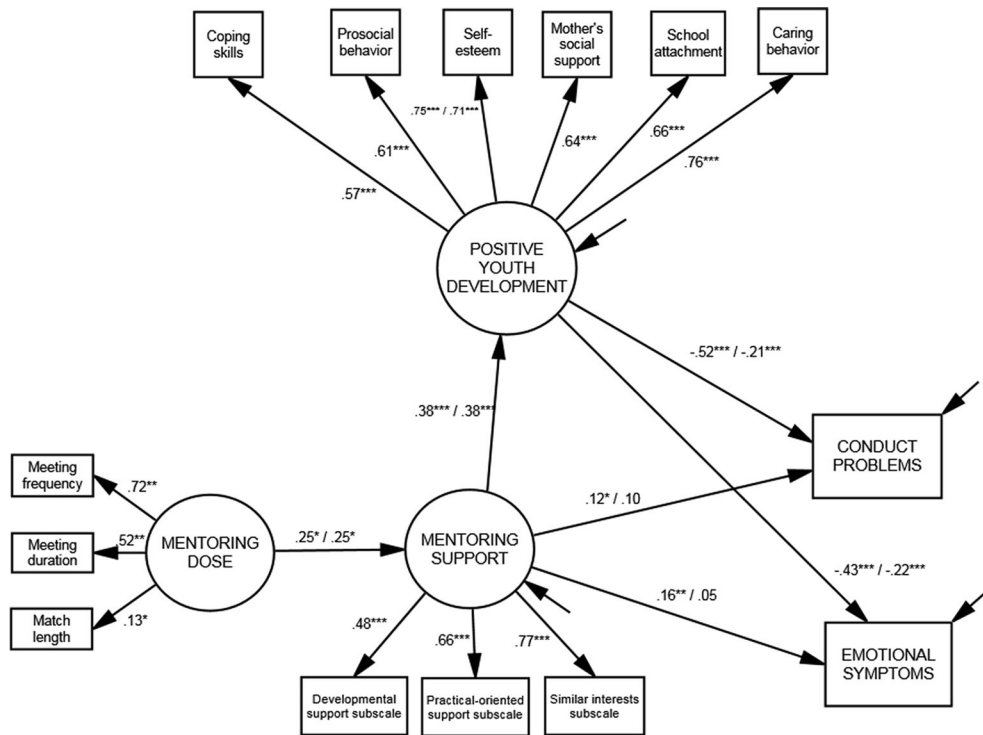 Coping
skills
Prosocial
behavior
Self-
esteem
Mother's
social
support
School
attachment
Caring
behavior
.57***
.61***
.75*** / .71***
.64***
.66***
.76***
POSITIVE
YOUTH
DEVELOPMENT
-.52*** / -.21***
.38*** / .38***
CONDUCT
PROBLEMS
Meeting
frequency
.72**
Meeting
duration
.52**
Match
length
.13*
MENTORING
DOSE
.25* / .25*
MENTORING
SUPPORT
.12* / .10
-.43*** / -.22***
.16** / .05
.48***
.66***
.77***
EMOTIONAL
SYMPTOMS
Developmental
support subscale
Practical-oriented
support subscale
Similar interests
subscale